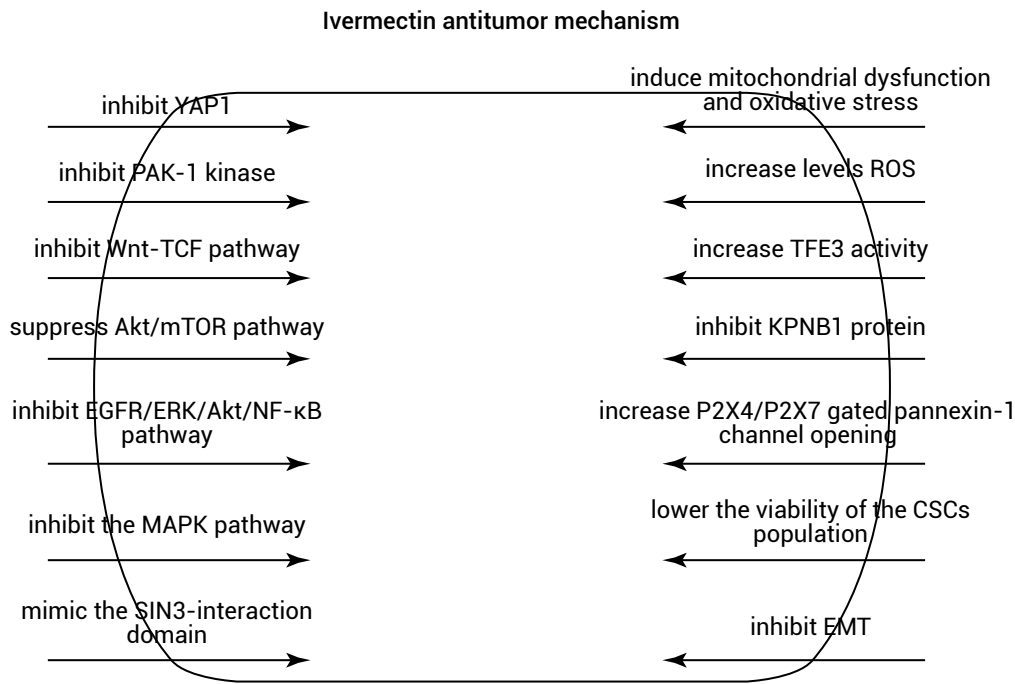 Ivermectin antitumor mechanism
inhibit YAP1
inhibit PAK-1 kinase
inhibit Wnt-TCF pathway
suppress Akt/mTOR pathway
inhibit EGFR/ERK/Akt/NF-κB
pathway
inhibit the MAPK pathway
mimic the SIN3-interaction
domain
induce mitochondrial dysfunction
and oxidative stress
increase levels ROS
increase TFE3 activity
inhibit KPNB1 protein
increase P2X4/P2X7 gated pannexin-1
channel opening
lower the viability of the CSCs
population
inhibit EMT